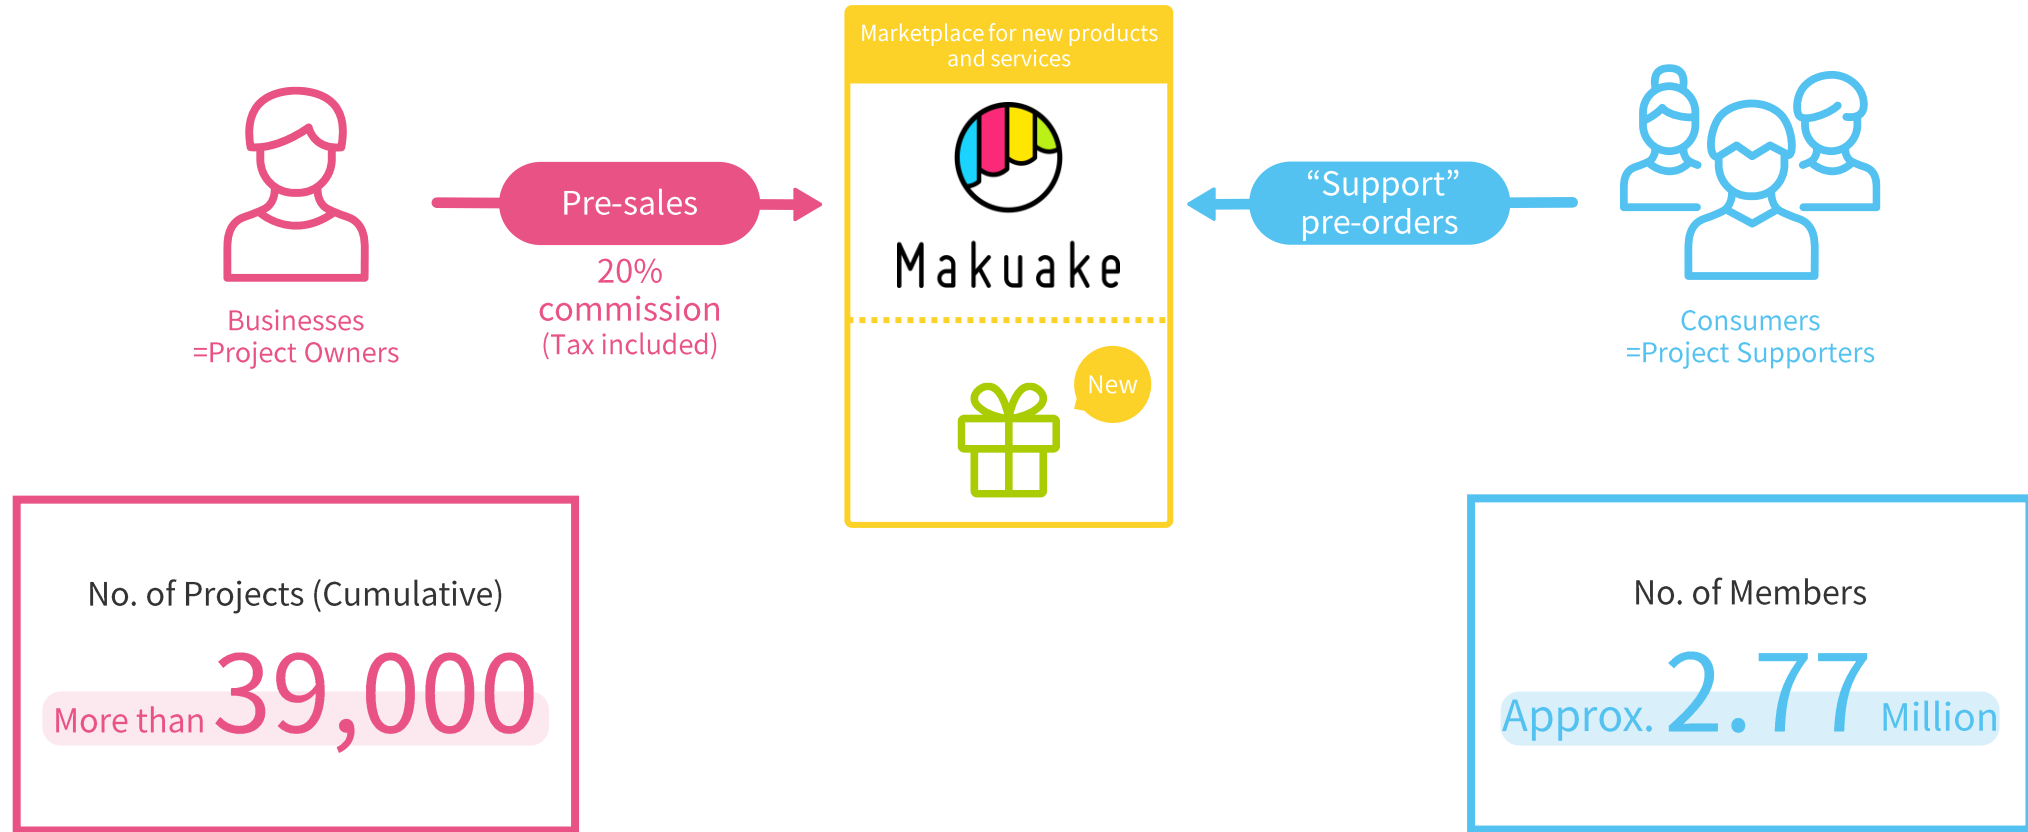 Marketplace for new products
and services
Makuake
New
Pre-sales
20%
commission
(Tax included)
Businesses
=Project Owners
“Support”
pre-orders
Consumers
=Project Supporters
No. of Projects (Cumulative)
More than 39,000
No. of Members
Approx. 2.77 Million